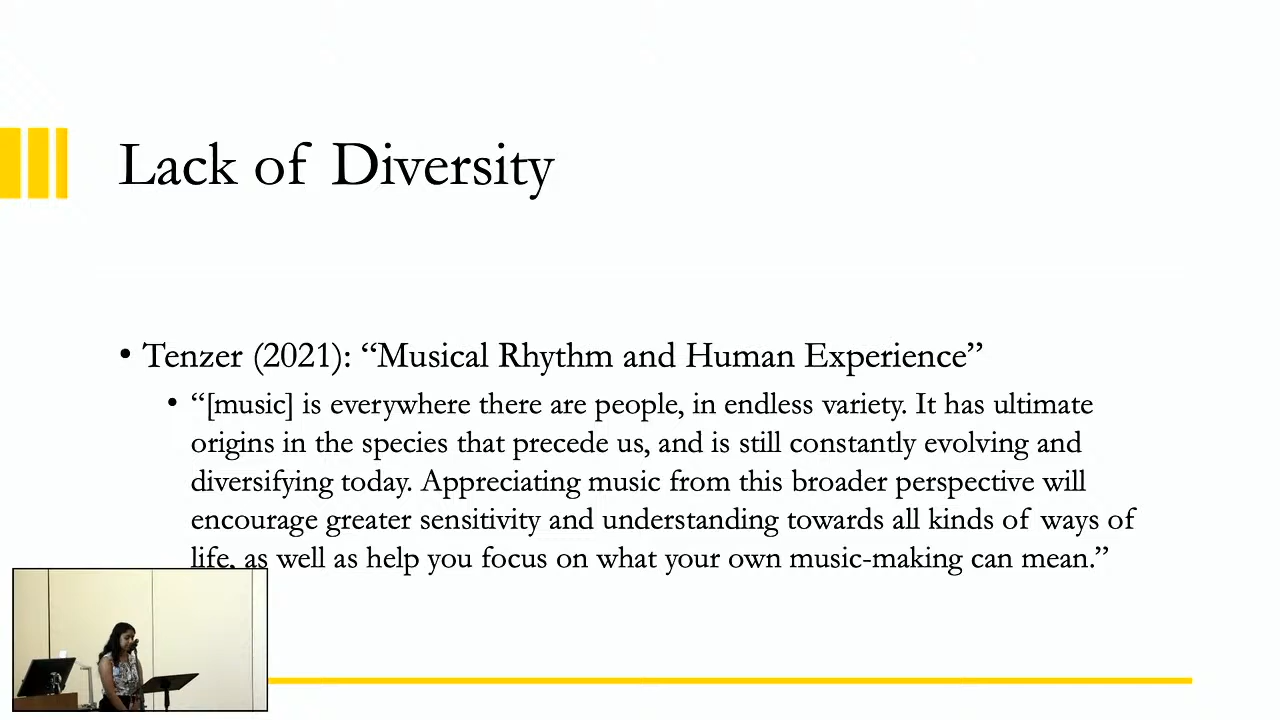 Lack of Diversity
• Tenzer (2021): “Musical Rhythm and Human Experience”
• “[music] is everywhere there are people, in endless variety. It has ultimate
origins in the species that precede us, and is still constantly evolving and
diversifying today. Appreciating music from this broader perspective will
encourage greater sensitivity and understanding towards all kinds of ways of
life, as well as help you focus on what your own music-making can mean.”